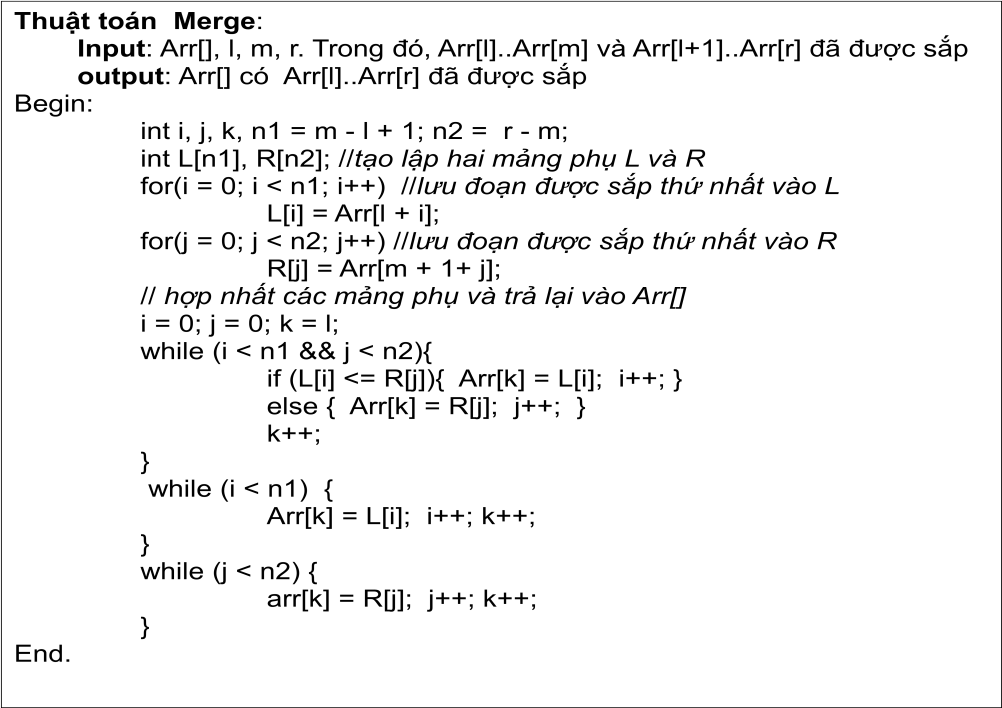 Thuật toán Merge:
Input: Arr[], l, m, r. Trong đó, Arr[l]..Arr[m] và Arr[l+1]..Arr[r] đã được sắp
output: Arr[] có Arr[l]..Arr[r] đã được sắp
Begin:
int i, j, k, n1 = m - l + 1; n2 = r - m;
int L[n1], R[n2]; //tạo lập hai mảng phụ L và R
for(i = 0; i < n1; i++) //lưu đoạn được sắp thứ nhất vào L
L[i] = Arr[l + i];
for(j = 0; j < n2; j++) //lưu đoạn được sắp thứ nhất vào R
R[j] = Arr[m + 1+ j];
// hợp nhất các mảng phụ và trả lại vào Arr[]
i = 0; j = 0; k = l;
while (i < n1 && j < n2){
if (L[i] <= R[j]){ Arr[k] = L[i]; i++; }
else { Arr[k] = R[j]; j++; }
k++;
}
while (i < n1) {
Arr[k] = L[i]; i++; k++;
}
while (j < n2) {
arr[k] = R[j]; j++; k++;
}
End.